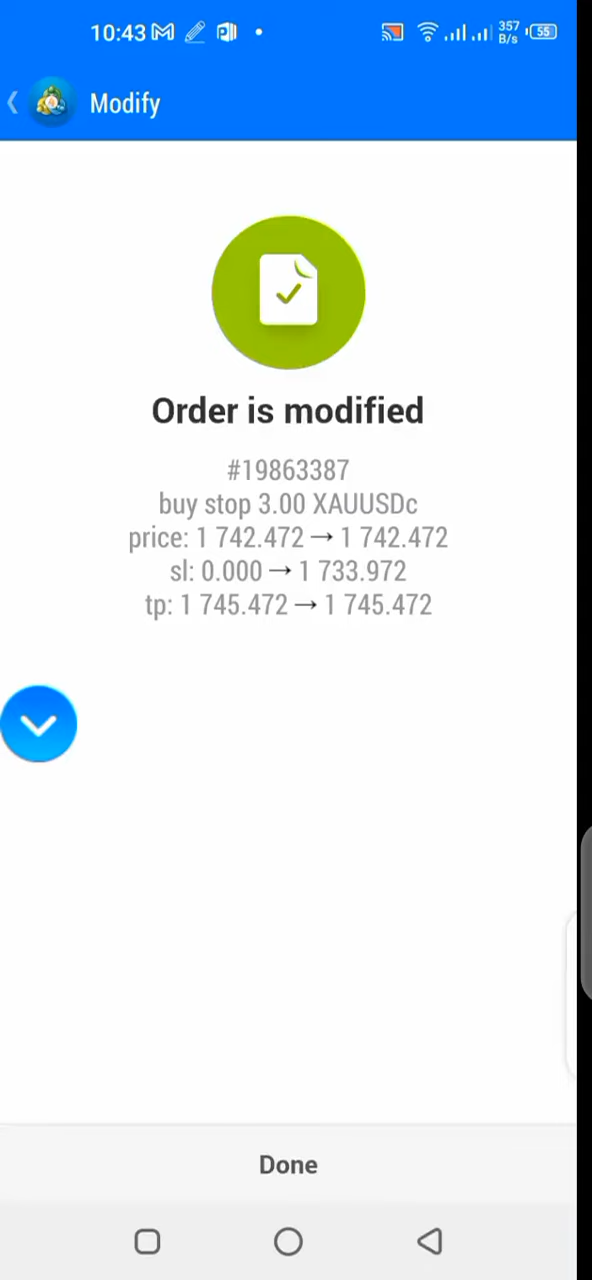 10:43
357
B/s
55
Modify
Order is modified
#19863387
buy stop 3.00 XAUUSDc
price: 1 742.472 → 1 742.472
sl: 0.000 → 1 733.972
tp: 1 745.472 → 1 745.472
Done